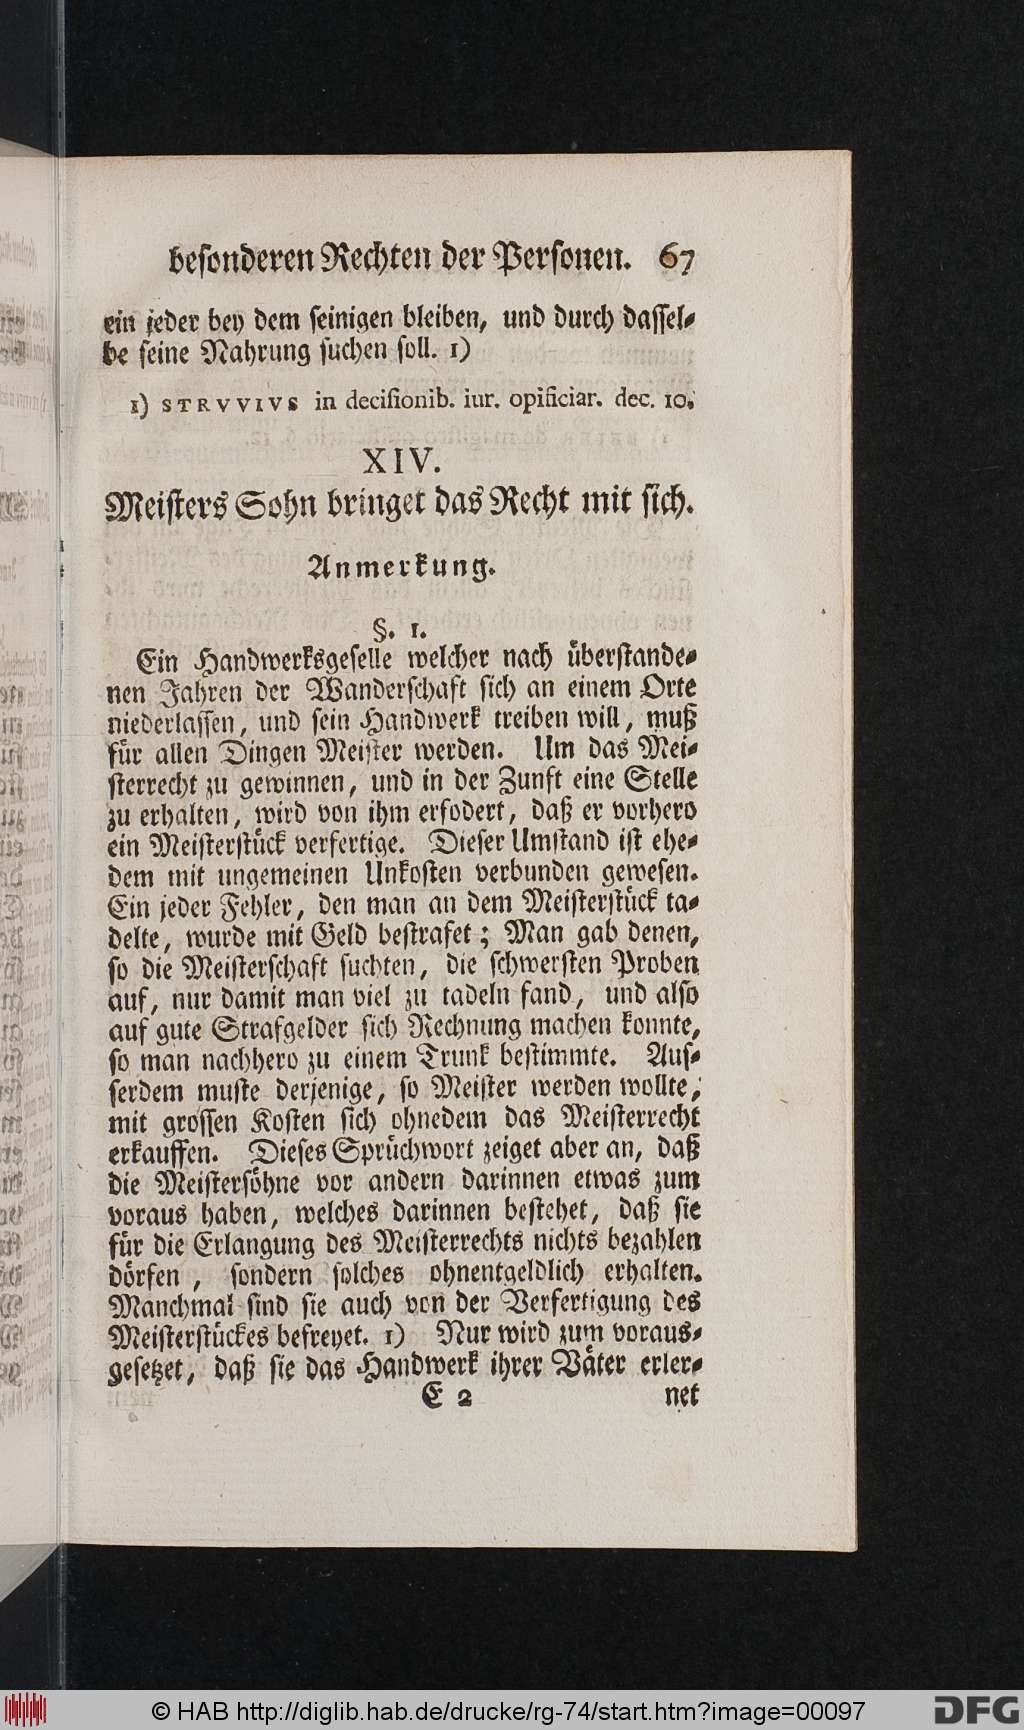 besonderen Rechten der Personen. 67
ein jeder bey dem seinigen bleiben, und durch dassel-
be seine Nahrung suchen soll. 1)
1) STRVVIVS in decisionib. iur. opificiar. dec. 10.
XIV.
Meisters Sohn bringet das Recht mit sich.
Anmerkung.
§. 1.
Ein Handwerksgeselle welcher nach überstande-
nen Jahren der Wanderschaft sich an einem Orte
niederlassen, und sein Handwerk treiben will, muß
für allen Dingen Meister werden. Um das Mei-
sterrecht zu gewinnen, und in der Zunft eine Stelle
zu erhalten, wird von ihm erfodert, daß er vorhero
ein Meisterstück verfertige. Dieser Umstand ist ehe-
dem mit ungemeinen Unkosten verbunden gewesen.
Ein jeder Fehler, den man an dem Meisterstück ta-
delte, wurde mit Geld bestrafet; Man gab denen,
so die Meisterschaft suchten, die schwersten Proben
auf, nur damit man viel zu tadeln fand, und also
auf gute Strafgelder sich Rechnung machen konnte,
so man nachhero zu einem Trunk bestimmte. Aus-
serdem muste derjenige, so Meister werden wollte,
mit grossen Kosten sich ohnedem das Meisterrecht
erkauffen. Dieses Sprüchwort zeiget aber an, daß
die Meistersöhne vor andern darinnen etwas zum
voraus haben, welches darinnen bestehet, daß sie
für die Erlangung des Meisterrechts nichts bezahlen
dörfen, sondern solches ohnentgeldlich erhalten.
Manchmal sind sie auch von der Verfertigung des
Meisterstückes befreyet. 1) Nur wird zum voraus-
gesetzet, daß sie das Handwerk ihrer Väter erler-
E 2 net
© HAB http://diglib.hab.de/drucke/rg-74/start.htm?image=00097
DFG